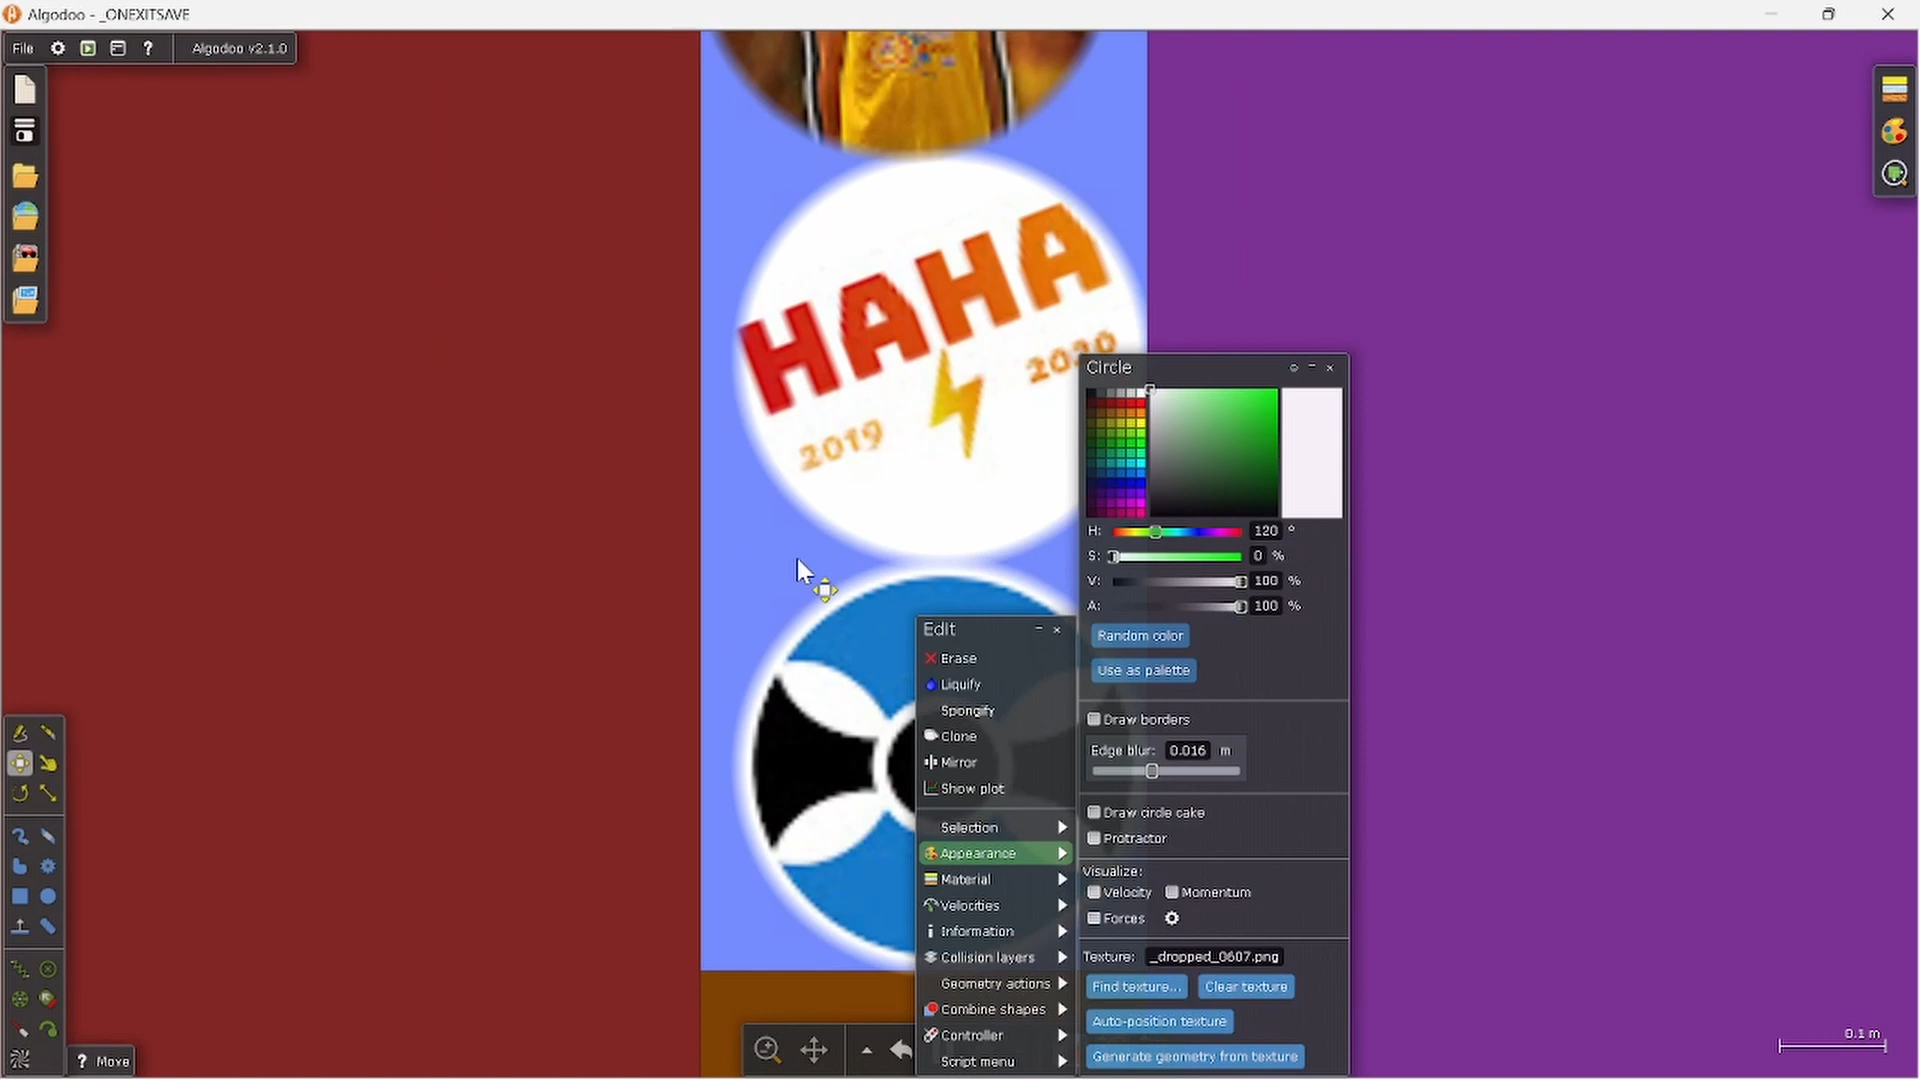 Algodoo - _ONEXITSAVE
File
?
Algodoo v2.1.0
HAHA
2019
2020
Circle
H:
120
°
S:
0
%
V:
100
%
A:
100
%
Random color
Use as palette
Draw borders
Edge blur:
0.016
m
Draw circle cake
Protractor
Visualize:
Velocity
Momentum
Forces
Texture:
_dropped_0607.png
Find texture...
Clear texture
Auto-position texture
Generate geometry from texture
Edit
Erase
Liquify
Spongify
Clone
Mirror
Show plot
Selection
Appearance
Material
Velocities
Information
Collision layers
Geometry actions
Combine shapes
Controller
Script menu
? Move
0.1 m